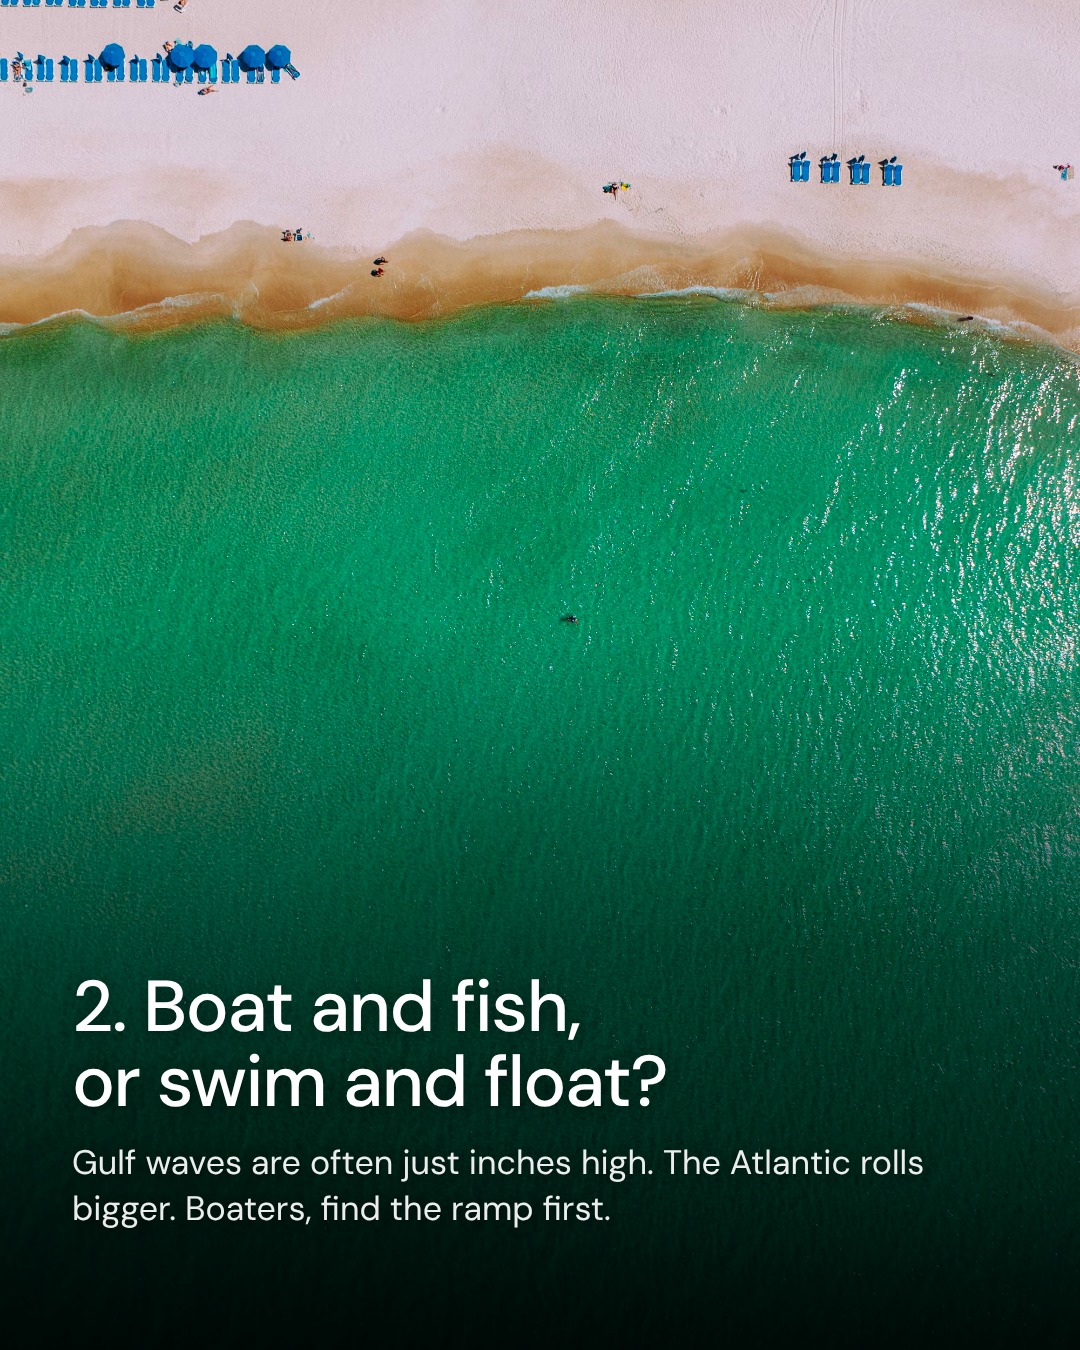 2. Boat and fish,
or swim and float?
Gulf waves are often just inches high. The Atlantic rolls
bigger. Boaters, find the ramp first.